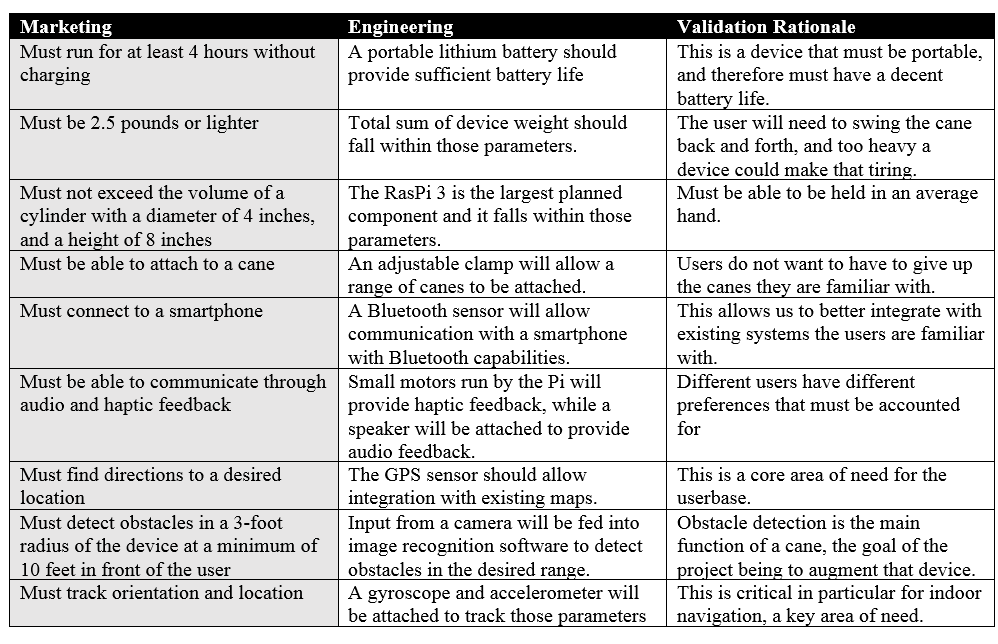 Marketing Engineering Validation Rationale
Must run for at least 4 hours without
charging
A portable lithium battery should
provide sufficient battery life
This is a device that must be portable,
and therefore must have a decent
battery life.
Must be 2.5 pounds or lighter
Total sum of device weight should
fall within those parameters.
The user will need to swing the cane
back and forth, and too heavy a
device could make that tiring.
Must not exceed the volume of a
cylinder with a diameter of 4 inches,
and a height of 8 inches
The RasPi 3 is the largest planned
component and it falls within those
parameters.
Must be able to be held in an average
hand.
Must be able to attach to a cane
An adjustable clamp will allow a
range of canes to be attached.
Users do not want to have to give up
the canes they are familiar with.
Must connect to a smartphone
A Bluetooth sensor will allow
communication with a smartphone
with Bluetooth capabilities.
This allows us to better integrate with
existing systems the users are familiar
with.
Must be able to communicate through
audio and haptic feedback
Small motors run by the Pi will
provide haptic feedback, while a
speaker will be attached to provide
audio feedback.
Different users have different
preferences that must be accounted
for
Must find directions to a desired
location
The GPS sensor should allow
integration with existing maps.
This is a core area of need for the
userbase.
Must detect obstacles in a 3-foot
radius of the device at a minimum of
10 feet in front of the user
Input from a camera will be fed into
image recognition software to detect
obstacles in the desired range.
Obstacle detection is the main
function of a cane, the goal of the
project being to augment that device.
Must track orientation and location
A gyroscope and accelerometer will
be attached to track those parameters
This is critical in particular for indoor
navigation, a key area of need.